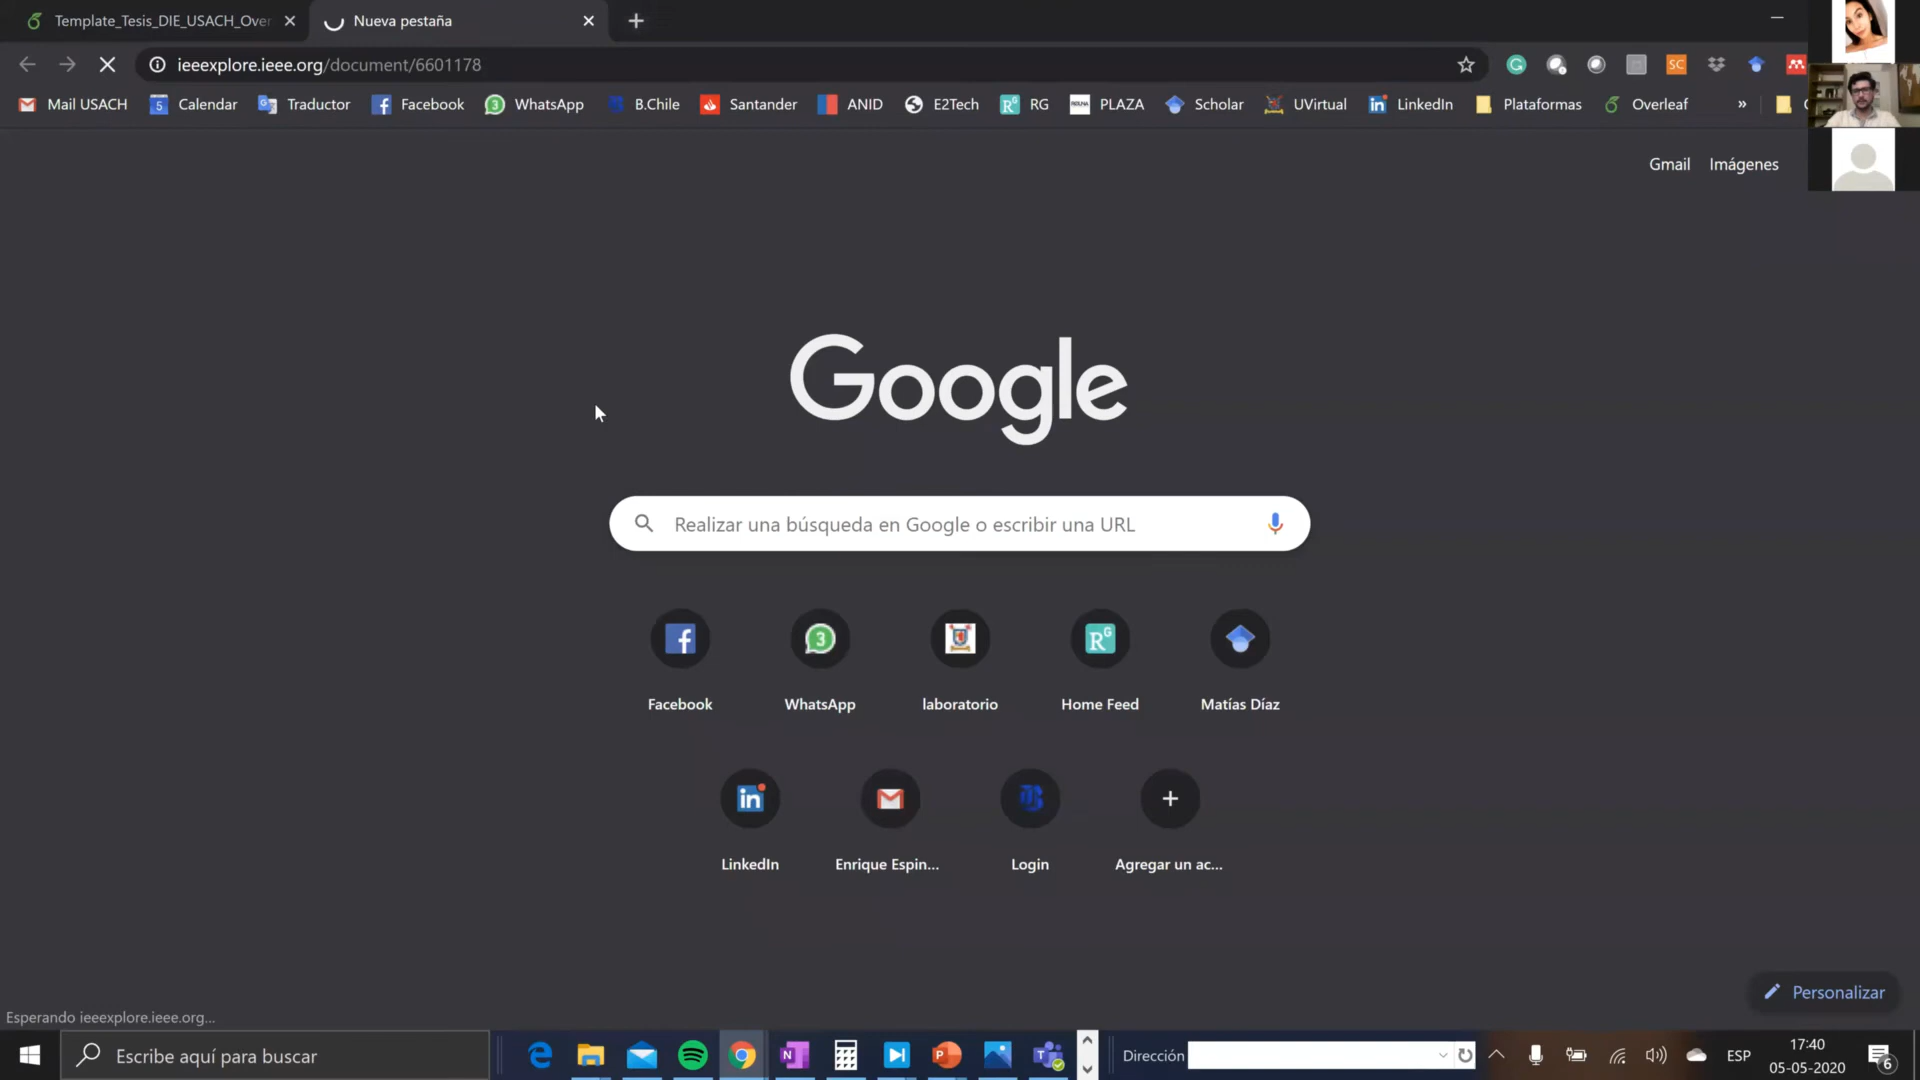 Template_Tesis_DIE_USACH_Over
Nueva pestaña
ieeexplore.ieee.org/document/6601178
Mail USACH
Calendar
Traductor
Facebook
WhatsApp
B.Chile
Santander
ANID
E2Tech
RG
PLAZA
Scholar
UVirtual
LinkedIn
Plataformas
Overleaf
»
Gmail Imágenes
Google
Realizar una búsqueda en Google o escribir una URL
Facebook
WhatsApp
laboratorio
Home Feed
Matías Díaz
LinkedIn
Enrique Espin...
Login
Agregar un ac...
Personalizar
Esperando ieeexplore.ieee.org...
Escribe aquí para buscar
Dirección
ESP
17:40
05-05-2020
6